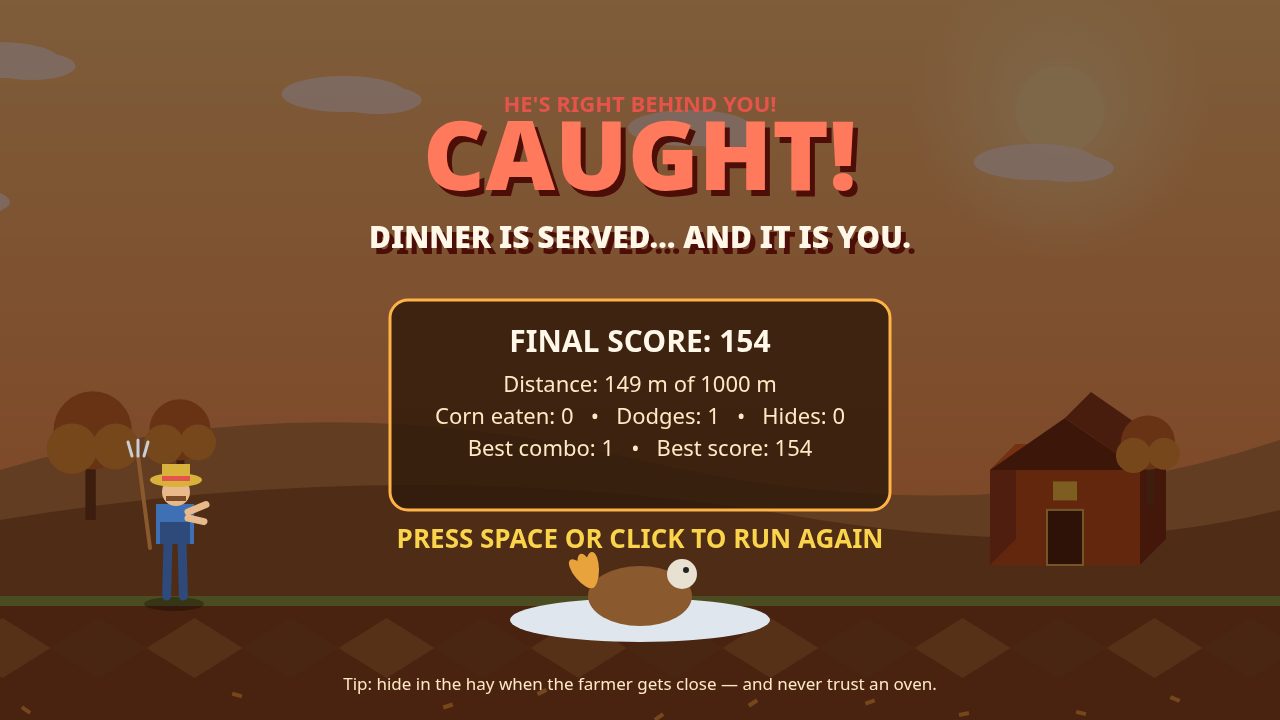 HE'S RIGHT BEHIND YOU!
CAUGHT!
DINNER IS SERVED... AND IT IS YOU.
FINAL SCORE: 154
Distance: 149 m of 1000 m
Corn eaten: 0 • Dodges: 1 • Hides: 0
Best combo: 1 • Best score: 154
PRESS SPACE OR CLICK TO RUN AGAIN
Tip: hide in the hay when the farmer gets close — and never trust an oven.